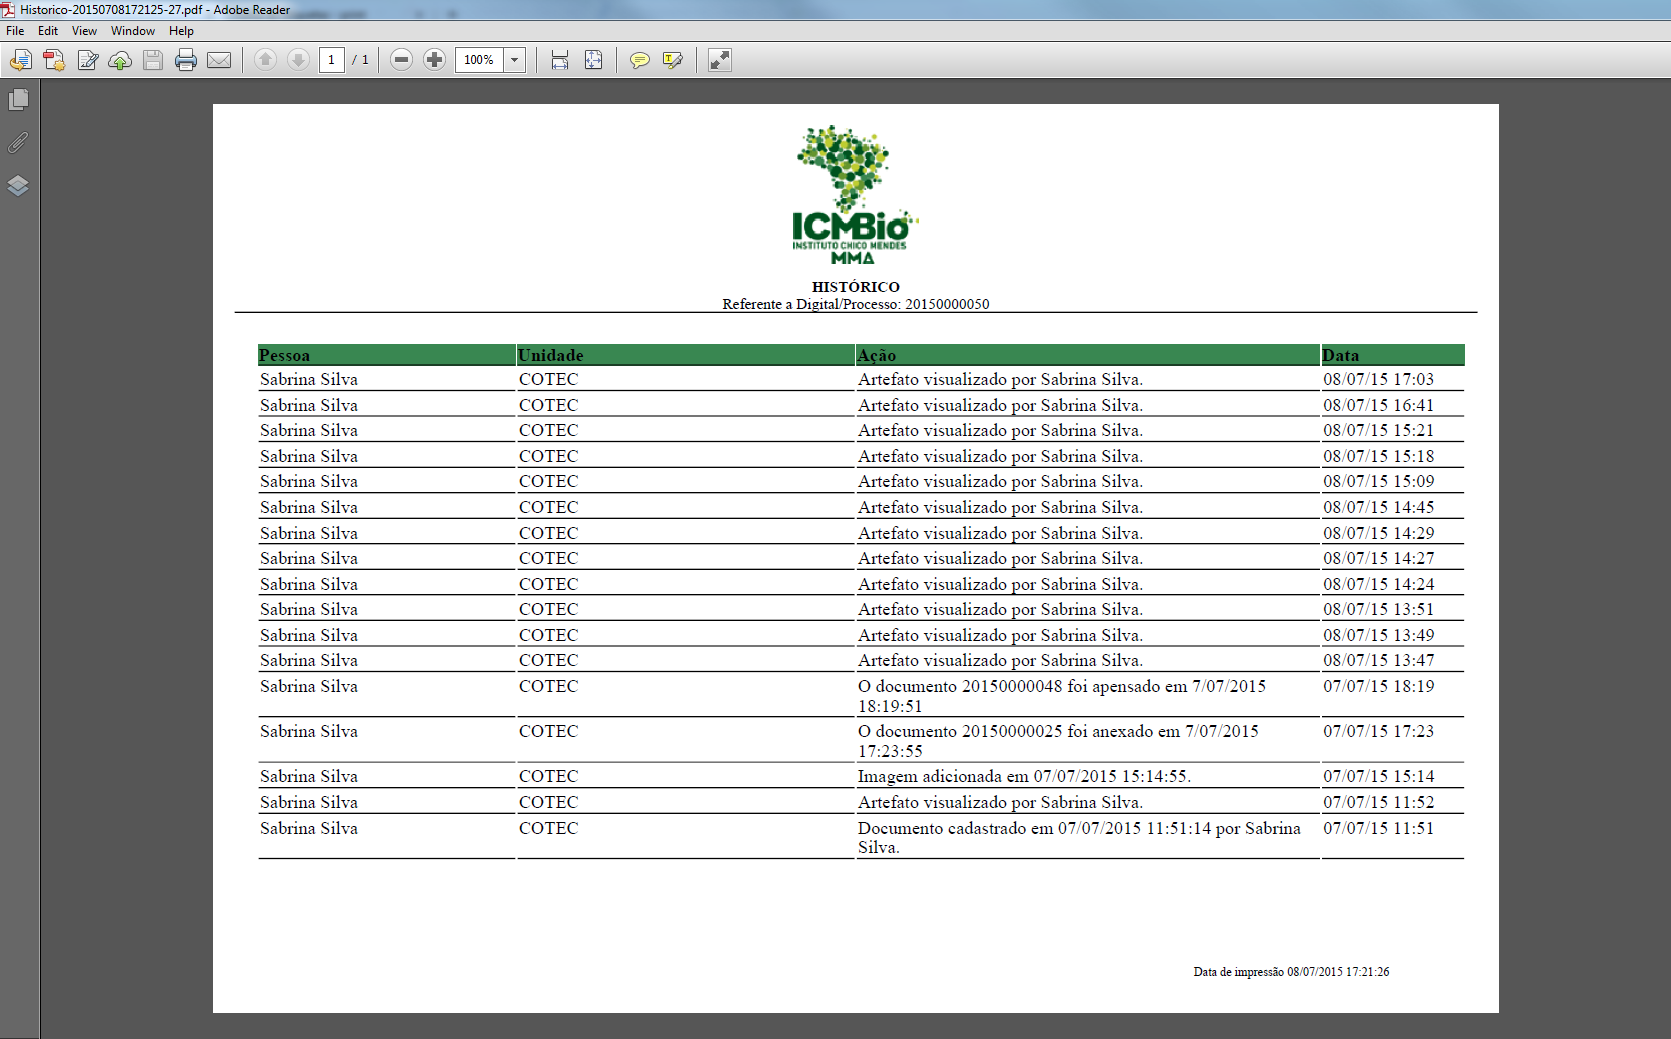 Historico-20150708172125-27.pdf - Adobe Reader
File Edit View Window Help
1 / 1 100%
ICMBio
INSTITUTO CHICO MENDES
MMA
HISTÓRICO
Referente a Digital/Processo: 20150000050
Pessoa Unidade Ação Data
Sabrina Silva COTEC Artefato visualizado por Sabrina Silva. 08/07/15 17:03
Sabrina Silva COTEC Artefato visualizado por Sabrina Silva. 08/07/15 16:41
Sabrina Silva COTEC Artefato visualizado por Sabrina Silva. 08/07/15 15:21
Sabrina Silva COTEC Artefato visualizado por Sabrina Silva. 08/07/15 15:18
Sabrina Silva COTEC Artefato visualizado por Sabrina Silva. 08/07/15 15:09
Sabrina Silva COTEC Artefato visualizado por Sabrina Silva. 08/07/15 14:45
Sabrina Silva COTEC Artefato visualizado por Sabrina Silva. 08/07/15 14:29
Sabrina Silva COTEC Artefato visualizado por Sabrina Silva. 08/07/15 14:27
Sabrina Silva COTEC Artefato visualizado por Sabrina Silva. 08/07/15 14:24
Sabrina Silva COTEC Artefato visualizado por Sabrina Silva. 08/07/15 13:51
Sabrina Silva COTEC Artefato visualizado por Sabrina Silva. 08/07/15 13:49
Sabrina Silva COTEC Artefato visualizado por Sabrina Silva. 08/07/15 13:47
Sabrina Silva COTEC O documento 20150000048 foi apensado em 7/07/2015 07/07/15 18:19
18:19:51
Sabrina Silva COTEC O documento 20150000025 foi anexado em 7/07/2015 07/07/15 17:23
17:23:55
Sabrina Silva COTEC Imagem adicionada em 07/07/2015 15:14:55. 07/07/15 15:14
Sabrina Silva COTEC Artefato visualizado por Sabrina Silva. 07/07/15 11:52
Sabrina Silva COTEC Documento cadastrado em 07/07/2015 11:51:14 por Sabrina 07/07/15 11:51
Silva.
Data de impressão 08/07/2015 17:21:26